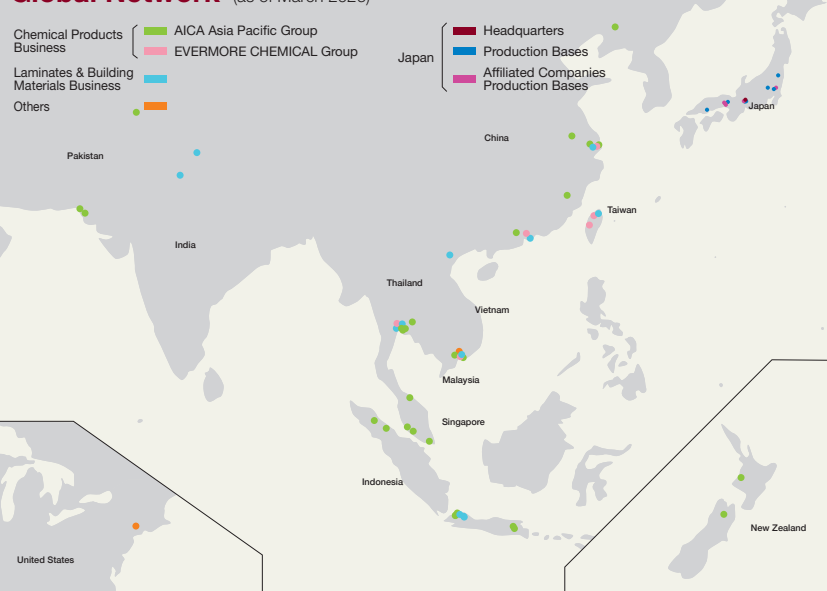 Global Network (as of March 2023)
Chemical Products
Business
AICA Asia Pacific Group
EVERMORE CHEMICAL Group
Laminates & Building
Materials Business
Others
Japan
Headquarters
Production Bases
Affiliated Companies
Production Bases
Japan
China
Pakistan
Taiwan
India
Thailand
Vietnam
Malaysia
Singapore
Indonesia
New Zealand
United States